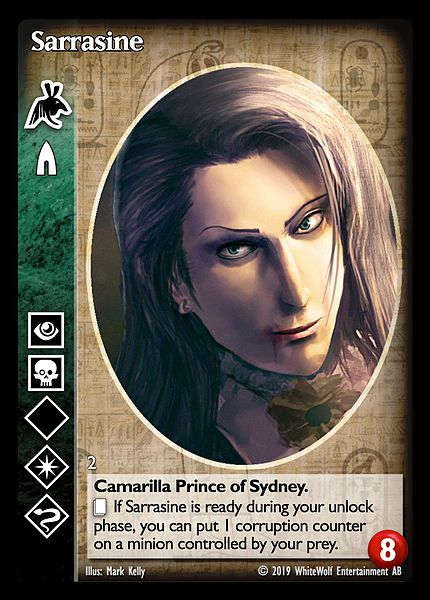 Sarrasine
2
Camarilla Prince of Sydney.
If Sarrasine is ready during your unlock
phase, you can put 1 corruption counter
on a minion controlled by your prey.
8
Illus: Mark Kelly
© 2019 WhiteWolf Entertainment AB